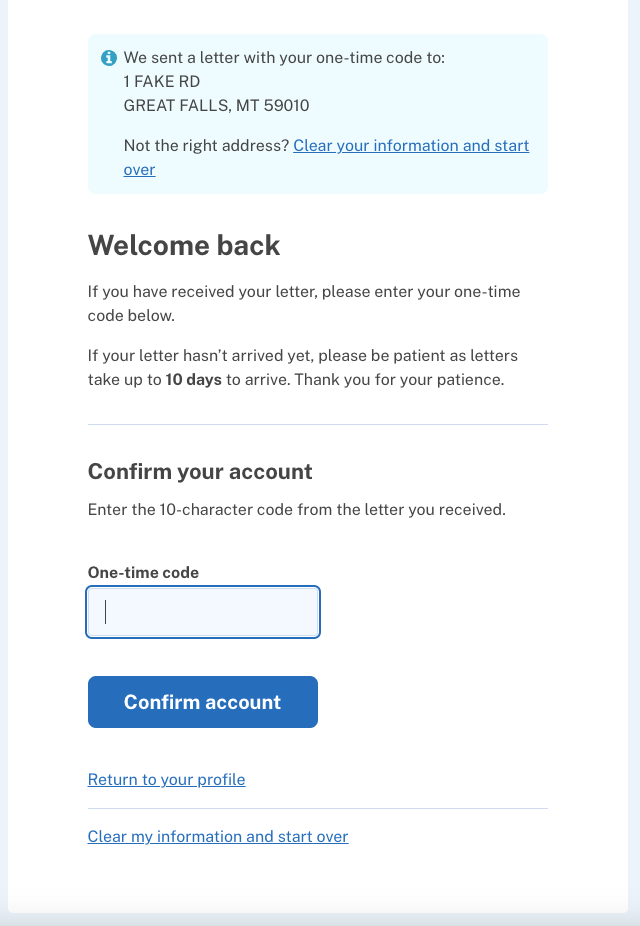 We sent a letter with your one-time code to:
1 FAKE RD
GREAT FALLS, MT 59010
Not the right address? Clear your information and start
over
Welcome back
If you have received your letter, please enter your one-time
code below.
If your letter hasn’t arrived yet, please be patient as letters
take up to 10 days to arrive. Thank you for your patience.
Confirm your account
Enter the 10-character code from the letter you received.
One-time code
Confirm account
Return to your profile
Clear my information and start over